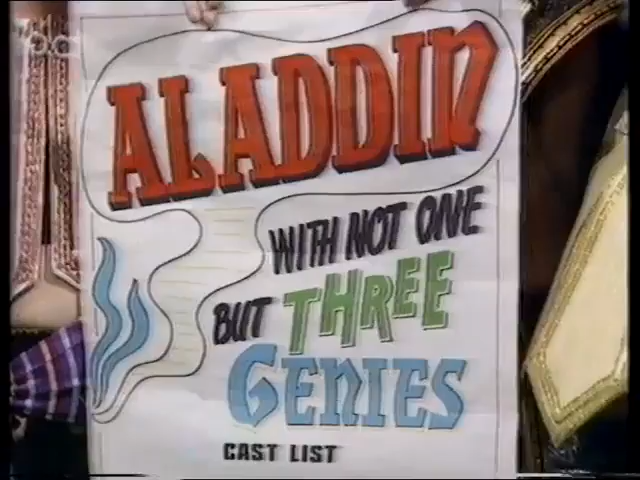 ALADDIN
WITH NOT ONE
BUT THREE
GENIES
CAST LIST